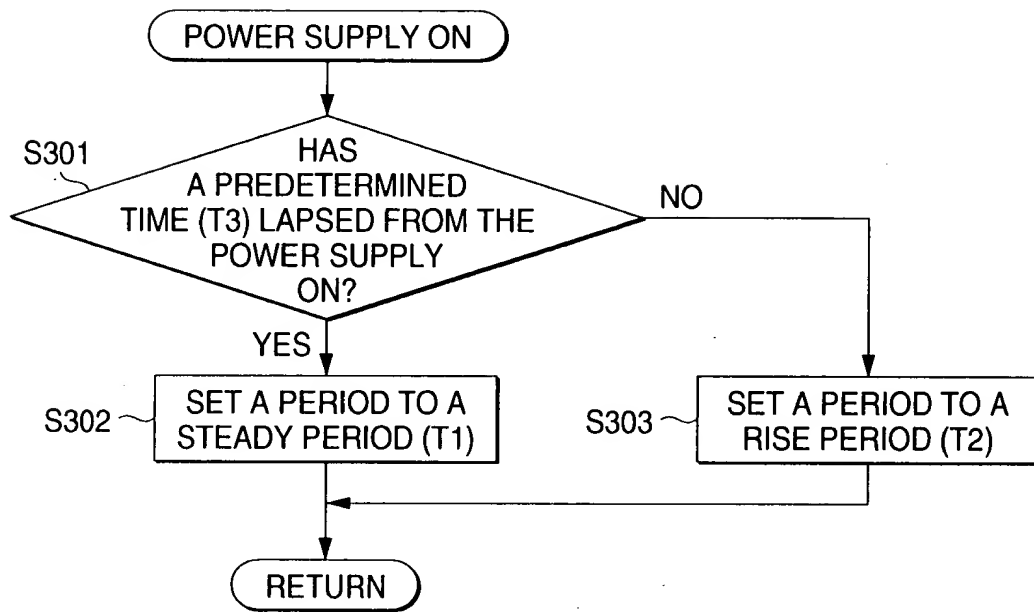 POWER SUPPLY ON
S301
HAS
A PREDETERMINED
TIME (T3) LAPSED FROM THE
POWER SUPPLY
ON?
NO
YES
S302
SET A PERIOD TO A
STEADY PERIOD (T1)
S303
SET A PERIOD TO A
RISE PERIOD (T2)
RETURN